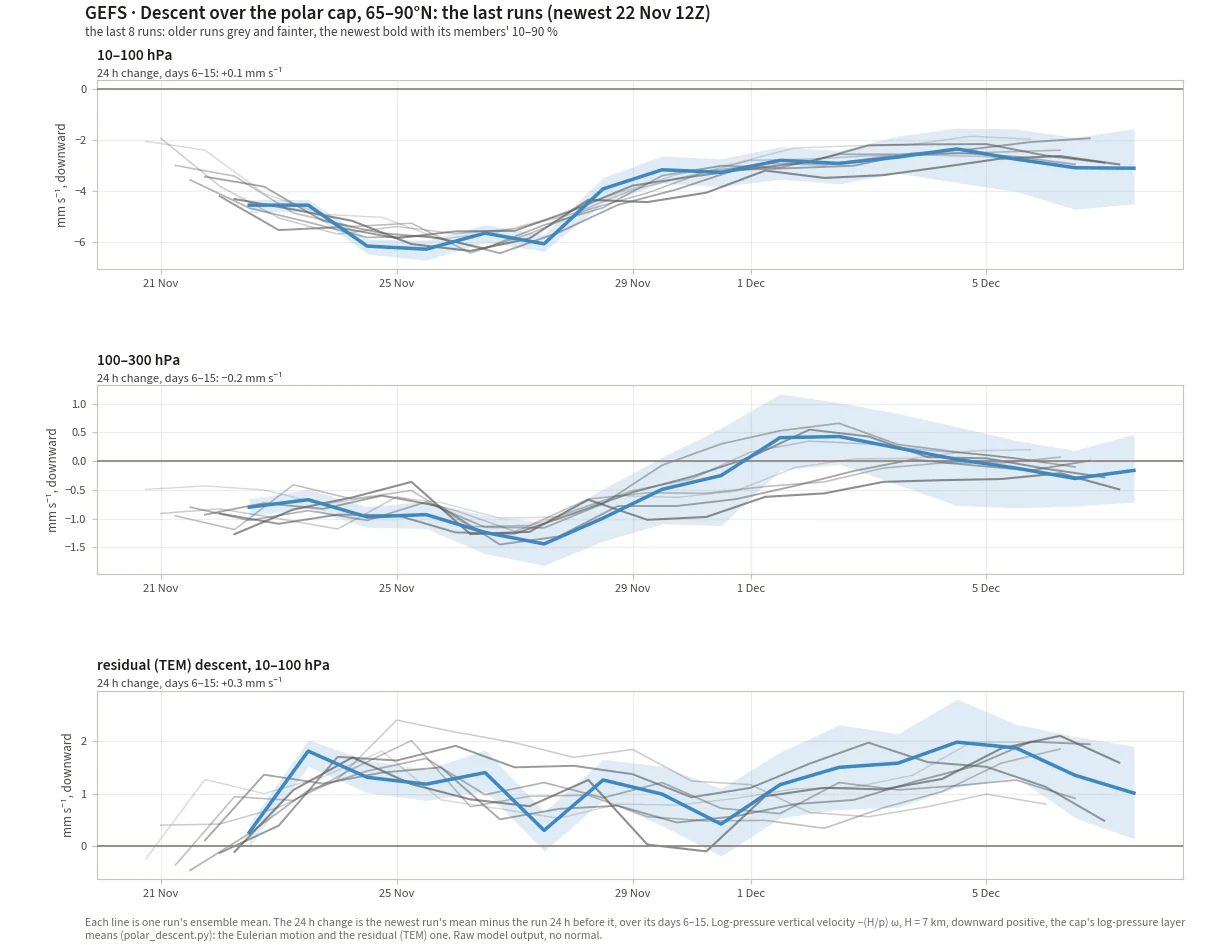 GEFS · Descent over the polar cap, 65–90°N: the last runs (newest 22 Nov 12Z)
the last 8 runs: older runs grey and fainter, the newest bold with its members' 10–90 %
10–100 hPa
24 h change, days 6–15: +0.1 mm s⁻¹
mm s⁻¹, downward
0
−2
−4
−6
21 Nov
25 Nov
29 Nov
1 Dec
5 Dec
100–300 hPa
24 h change, days 6–15: −0.2 mm s⁻¹
mm s⁻¹, downward
1.0
0.5
0.0
−0.5
−1.0
−1.5
21 Nov
25 Nov
29 Nov
1 Dec
5 Dec
residual (TEM) descent, 10–100 hPa
24 h change, days 6–15: +0.3 mm s⁻¹
mm s⁻¹, downward
2
1
0
21 Nov
25 Nov
29 Nov
1 Dec
5 Dec
Each line is one run's ensemble mean. The 24 h change is the newest run's mean minus the run 24 h before it, over its days 6–15. Log-pressure vertical velocity −(H/p) ω, H = 7 km, downward positive, the cap's log-pressure layer
means (polar_descent.py): the Eulerian motion and the residual (TEM) one. Raw model output, no normal.